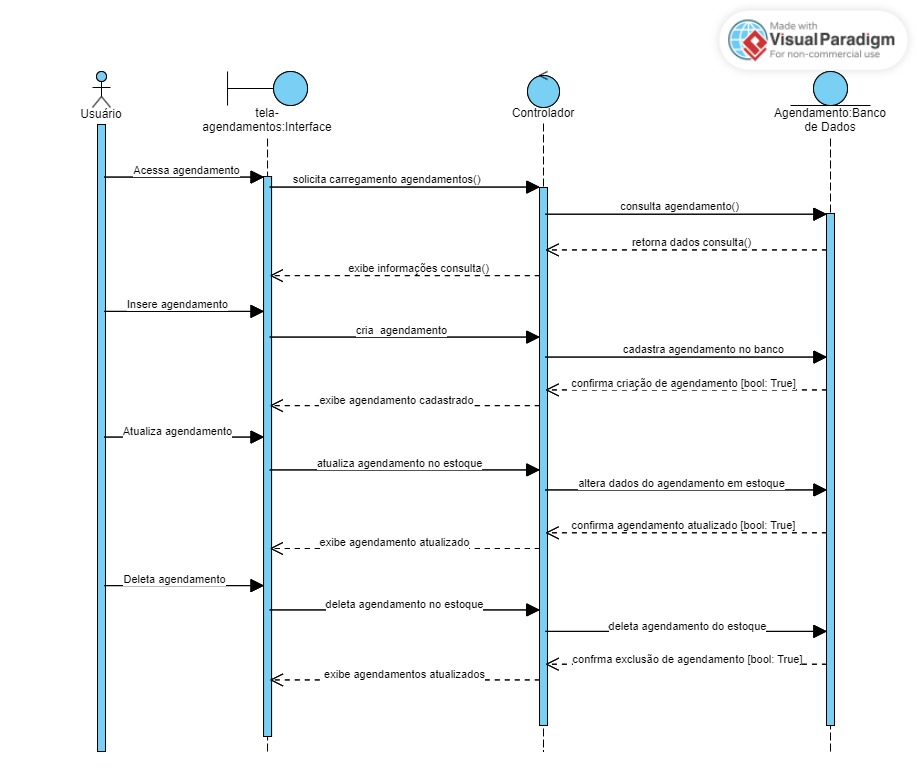 Made with
Visual Paradigm
For non-commercial use
Usuário
tela-
agendamentos:Interface
Controlador
Agendamento:Banco
de Dados
Acessa agendamento
solicita carregamento agendamentos()
consulta agendamento()
retorna dados consulta()
exibe informações consulta()
Insere agendamento
cria agendamento
cadastra agendamento no banco
confirma criação de agendamento [bool: True]
exibe agendamento cadastrado
Atualiza agendamento
atualiza agendamento no estoque
altera dados do agendamento em estoque
confirma agendamento atualizado [bool: True]
exibe agendamento atualizado
Deleta agendamento
deleta agendamento no estoque
deleta agendamento do estoque
confrma exclusão de agendamento [bool: True]
exibe agendamentos atualizados